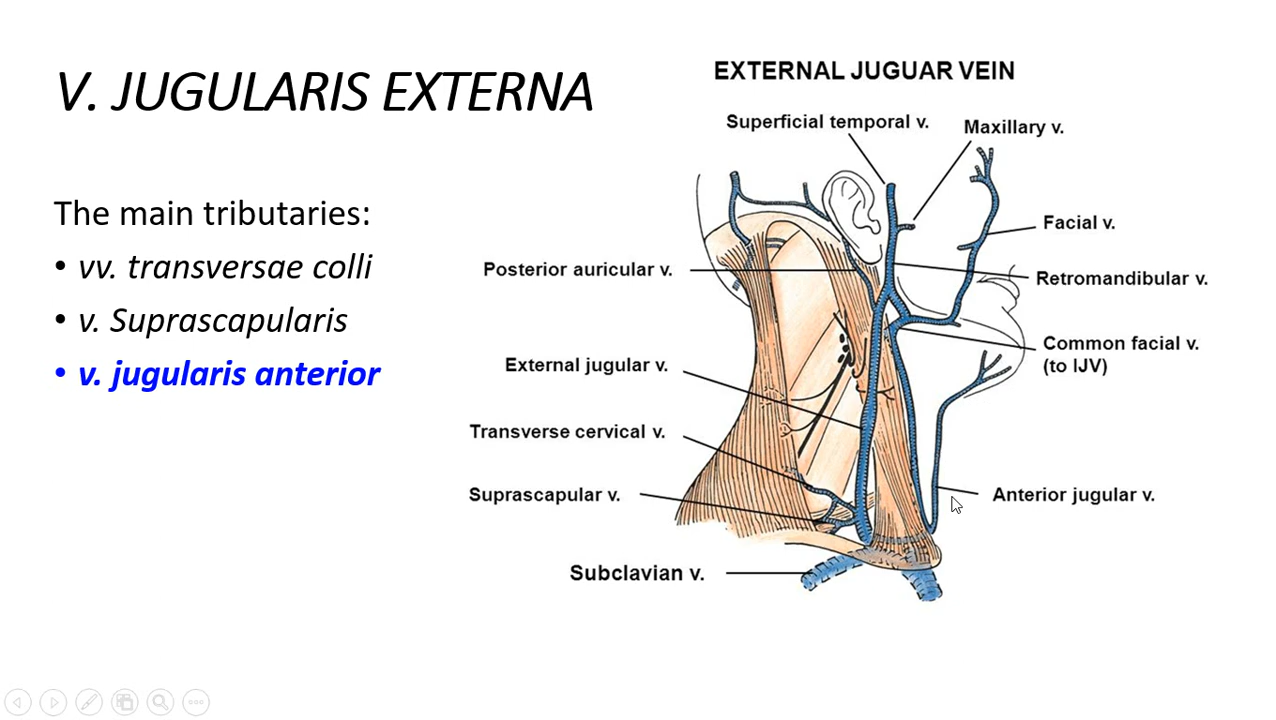 V. JUGULARIS EXTERNA
The main tributaries:
• vv. transversae colli
• v. Suprascapularis
• v. jugularis anterior
EXTERNAL JUGUAR VEIN
Superficial temporal v.
Maxillary v.
Facial v.
Posterior auricular v.
Retromandibular v.
Common facial v.
(to IJV)
External jugular v.
Transverse cervical v.
Suprascapular v.
Anterior jugular v.
Subclavian v.